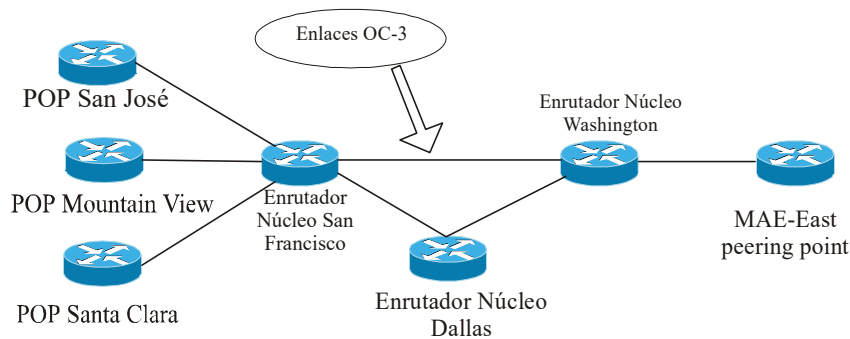 Enlaces OC-3
POP San José
Enrutador Núcleo
Washington
POP Mountain View
Enrutador
Núcleo San
Francisco
MAE-East
peering point
POP Santa Clara
Enrutador Núcleo
Dallas